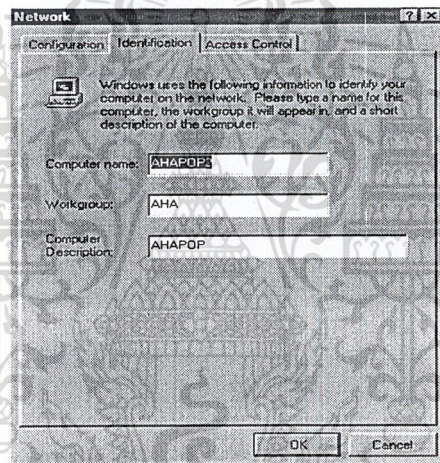 Network
Configuration Identification Access Control
Windows uses the following information to identify your
computer on the network. Please type a name for this
computer, the workgroup it will appear in, and a short
description of the computer.
Computer name:
Workgroup: AHA
Computer
Description: AHAPOP
OK Cancel